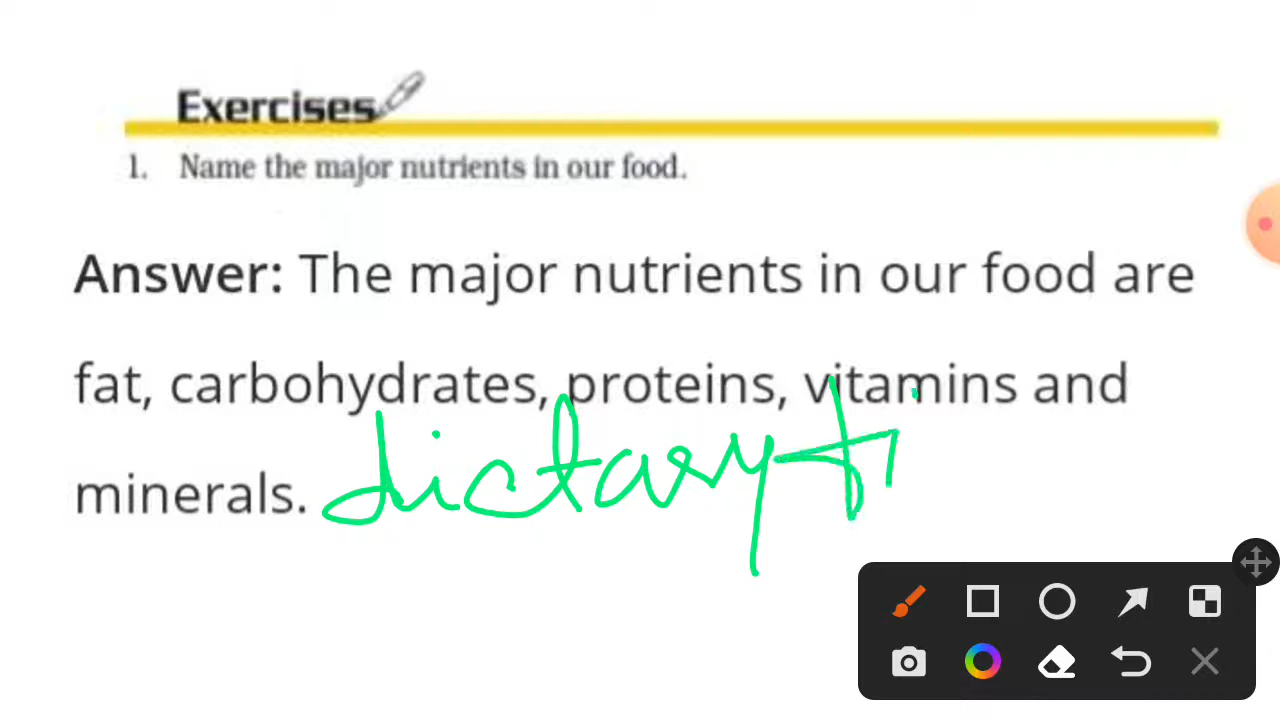 Exercises
1. Name the major nutrients in our food.
Answer: The major nutrients in our food are
fat, carbohydrates, proteins, vitamins and
minerals. dietary fi